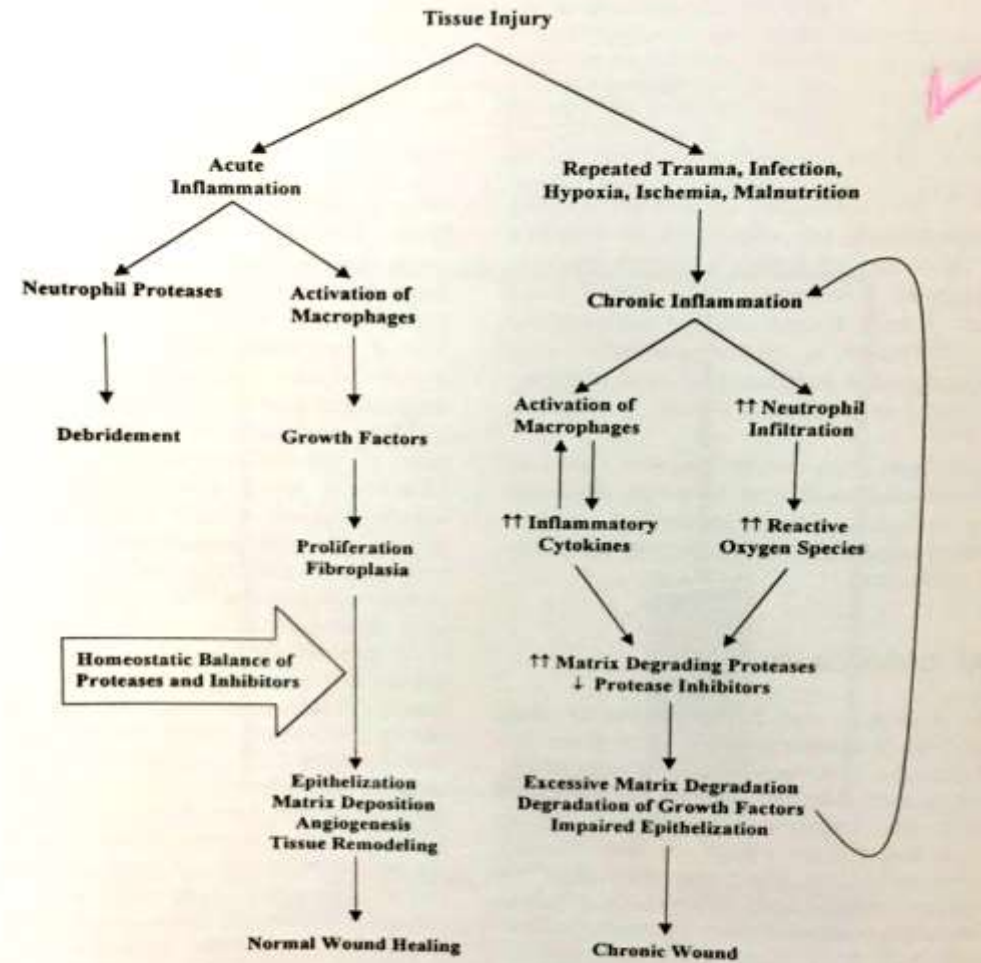 Tissue Injury
Acute
Inflammation
Repeated Trauma, Infection,
Hypoxia, Ischemia, Malnutrition
Neutrophil Proteases
Activation of
Macrophages
Chronic Inflammation
Debridement
Growth Factors
Activation of
Macrophages
↑↑ Neutrophil
Infiltration
Proliferation
Fibroplasia
↑↑ Inflammatory
Cytokines
↑↑ Reactive
Oxygen Species
Homeostatic Balance of
Proteases and Inhibitors
↑↑ Matrix Degrading Proteases
↓ Protease Inhibitors
Epithelization
Matrix Deposition
Angiogenesis
Tissue Remodeling
Excessive Matrix Degradation
Degradation of Growth Factors
Impaired Epithelization
Normal Wound Healing
Chronic Wound